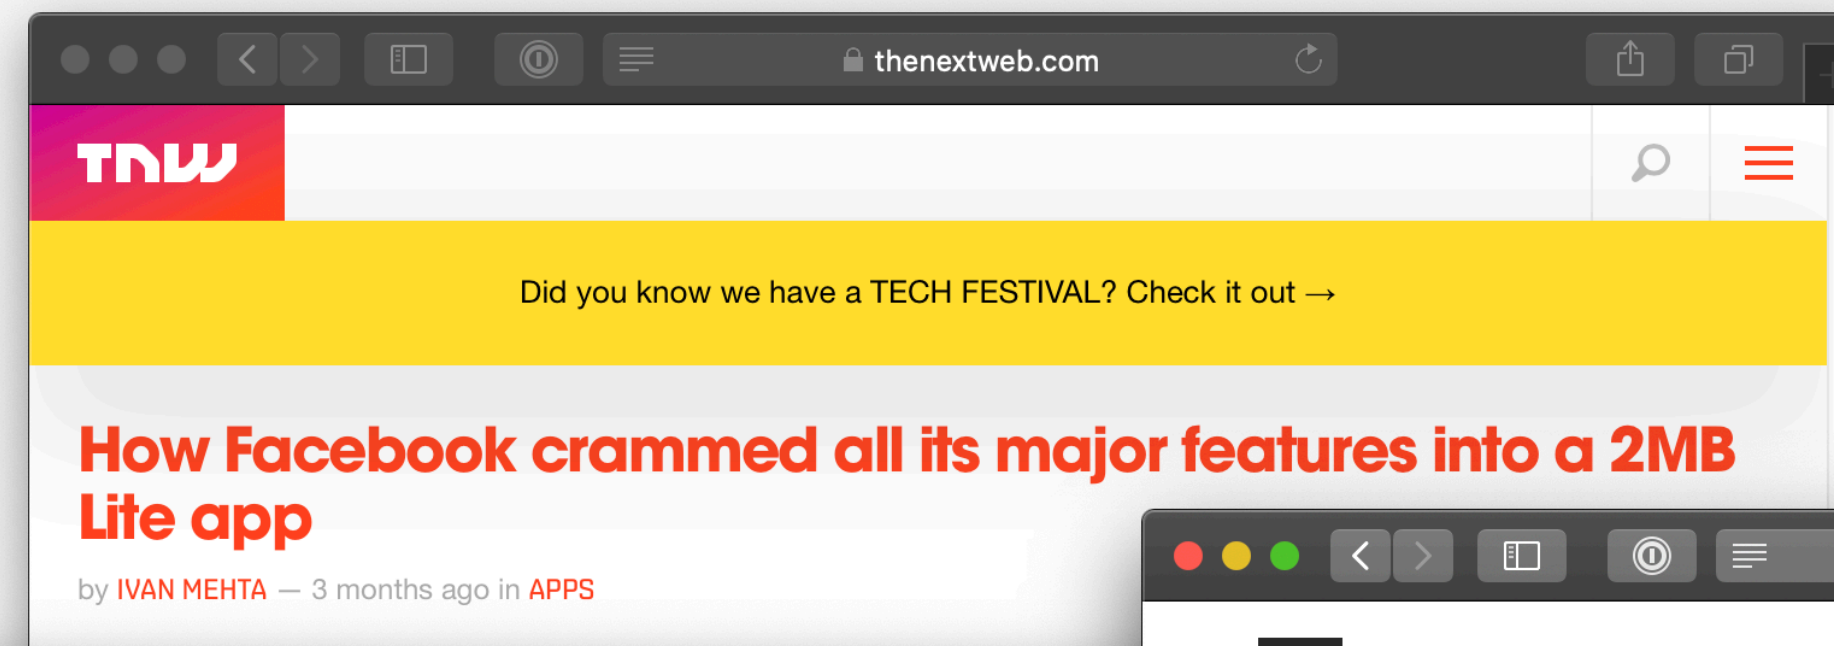 thenextweb.com
TNW
Did you know we have a TECH FESTIVAL? Check it out →
How Facebook crammed all its major features into a 2MB
Lite app
by IVAN MEHTA — 3 months ago in APPS